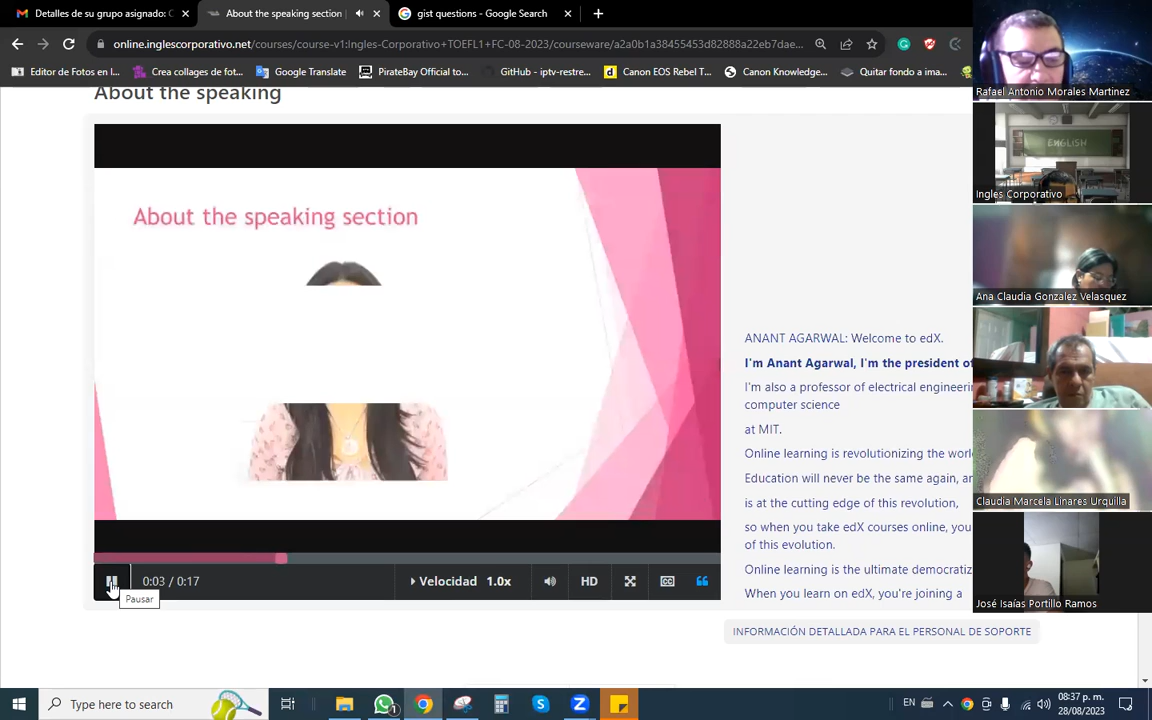 Detalles de su grupo asignado: C
About the speaking section
gist questions - Google Search
online.inglescorporativo.net/courses/course-v1:Ingles-Corporativo+TOEFL1+FC-08-2023/courseware/a2a0b1a38455453d82888a22eb7dae...
Editor de Fotos en l...
Crea collages de fot...
Google Translate
PirateBay Official to...
GitHub - iptv-restre...
Canon EOS Rebel T...
Canon Knowledge...
Quitar fondo a ima...
About the speaking
About the speaking section
ANANT AGARWAL: Welcome to edX.
I'm Anant Agarwal, I'm the president of
I'm also a professor of electrical engineerin
computer science
at MIT.
Online learning is revolutionizing the worl
Education will never be the same again, an
is at the cutting edge of this revolution,
so when you take edX courses online, you
of this evolution.
Online learning is the ultimate democratiz
When you learn on edX, you're joining a
0:03 / 0:17
Velocidad 1.0x
HD
Pausar
INFORMACIÓN DETALLADA PARA EL PERSONAL DE SOPORTE
Rafael Antonio Morales Martinez
ENGLISH
Ingles Corporativo
Ana Claudia Gonzalez Velasquez
Claudia Marcela Linares Urquilla
José Isaías Portillo Ramos
Type here to search
1
EN
08:37 p. m.
28/08/2023